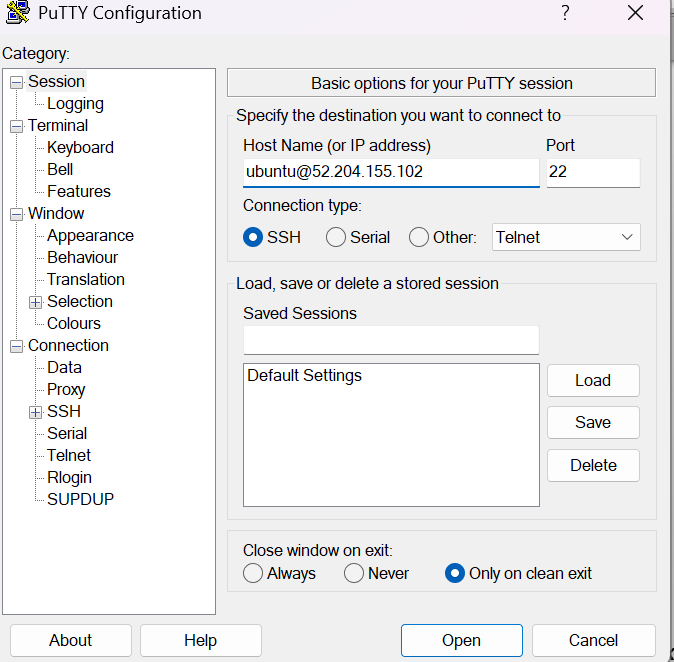 PuTTY Configuration
?
Category:
Session
Logging
Terminal
Keyboard
Bell
Features
Window
Appearance
Behaviour
Translation
Selection
Colours
Connection
Data
Proxy
SSH
Serial
Telnet
Rlogin
SUPDUP
Basic options for your PuTTY session
Specify the destination you want to connect to
Host Name (or IP address) Port
ubuntu@52.204.155.102 22
Connection type:
SSH Serial Other: Telnet
Load, save or delete a stored session
Saved Sessions
Default Settings
Load
Save
Delete
Close window on exit:
Always Never Only on clean exit
About Help Open Cancel